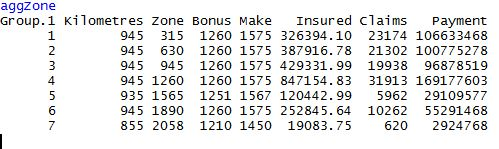 aggZone
Group.1 Kilometres Zone Bonus Make Insured Claims Payment
1 945 315 1260 1575 326394.10 23174 106633468
2 945 630 1260 1575 387916.78 21302 100775278
3 945 945 1260 1575 429331.99 19938 96878519
4 945 1260 1260 1575 847154.83 31913 169177603
5 935 1565 1251 1567 120442.99 5962 29109577
6 945 1890 1260 1575 252845.64 10262 55291468
7 855 2058 1210 1450 19083.75 620 2924768